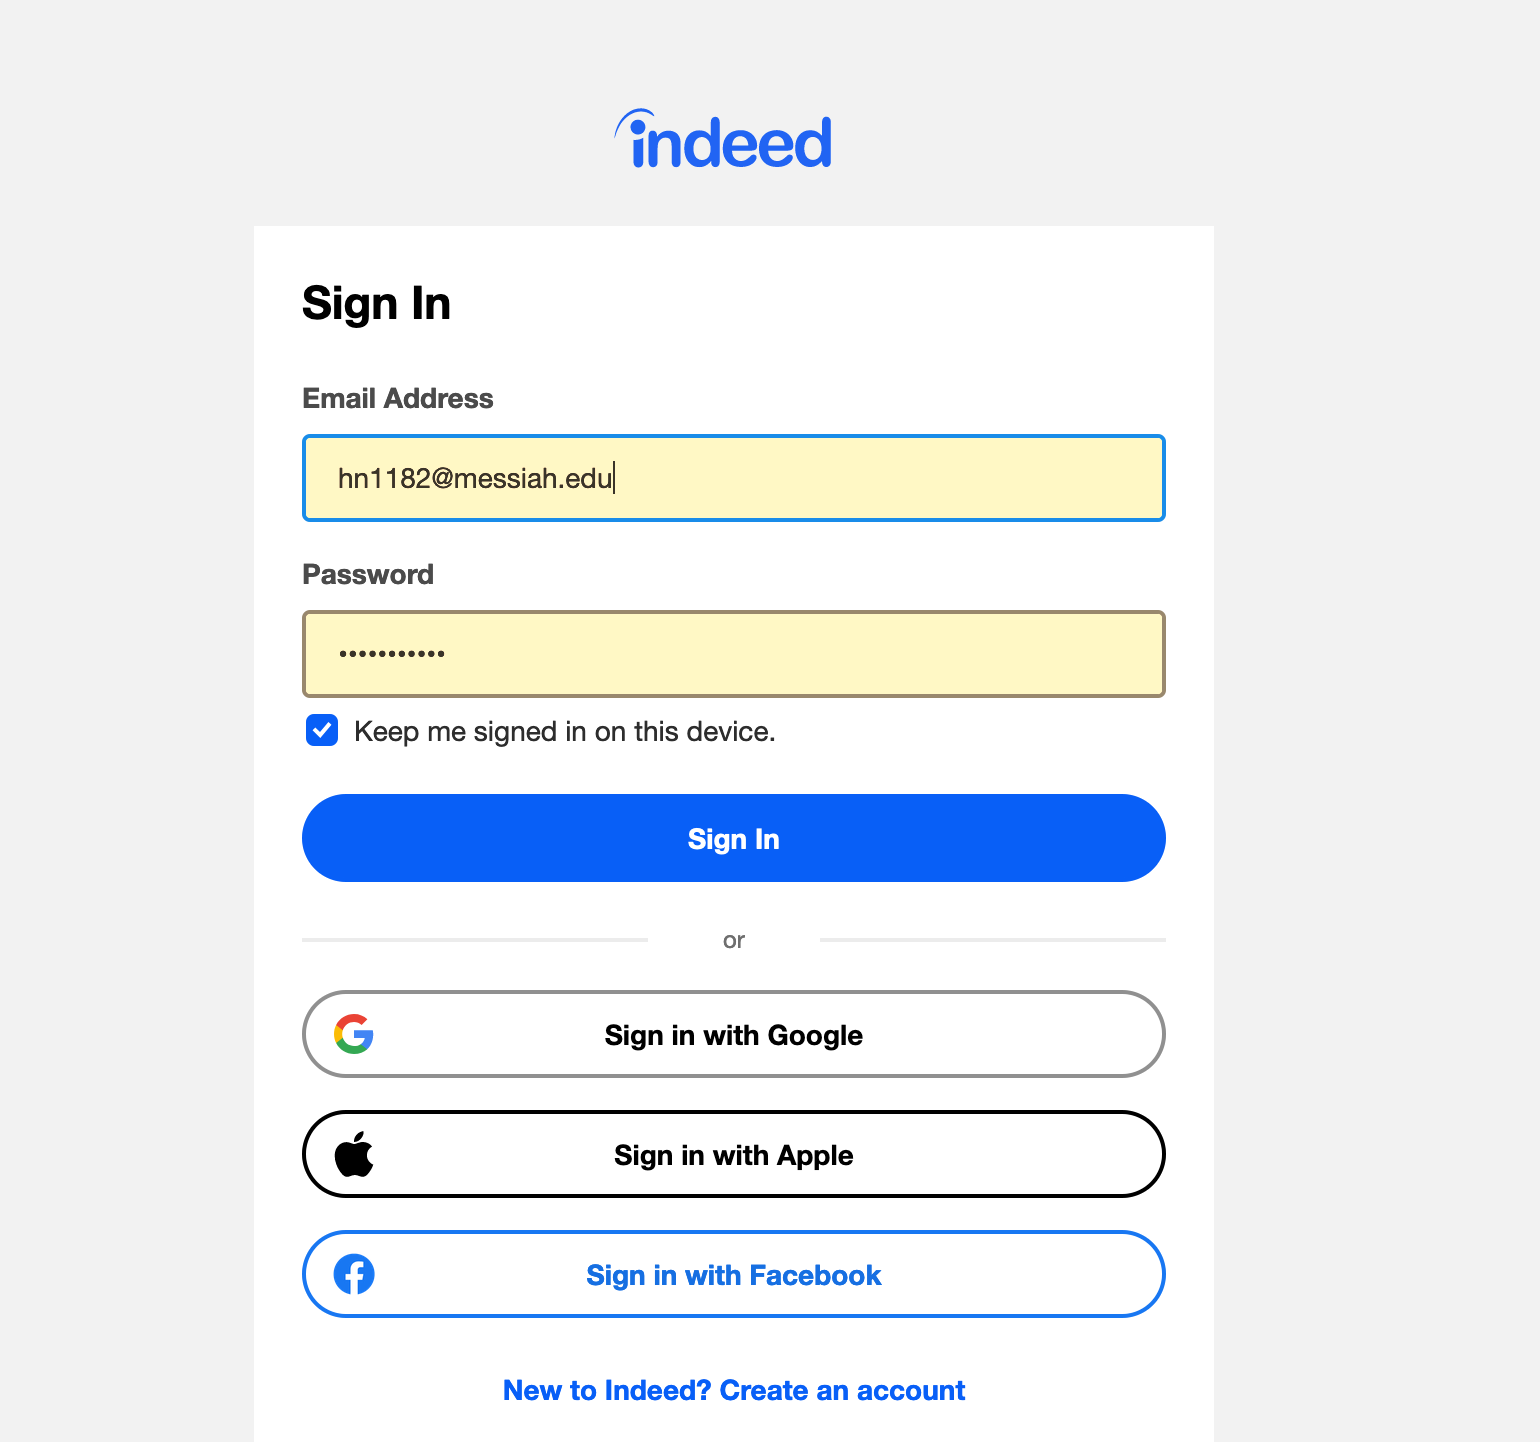 indeed
Sign In
Email Address
hn1182@messiah.edu
Password
•••••••••••
Keep me signed in on this device.
Sign In
or
Sign in with Google
Sign in with Apple
Sign in with Facebook
New to Indeed? Create an account